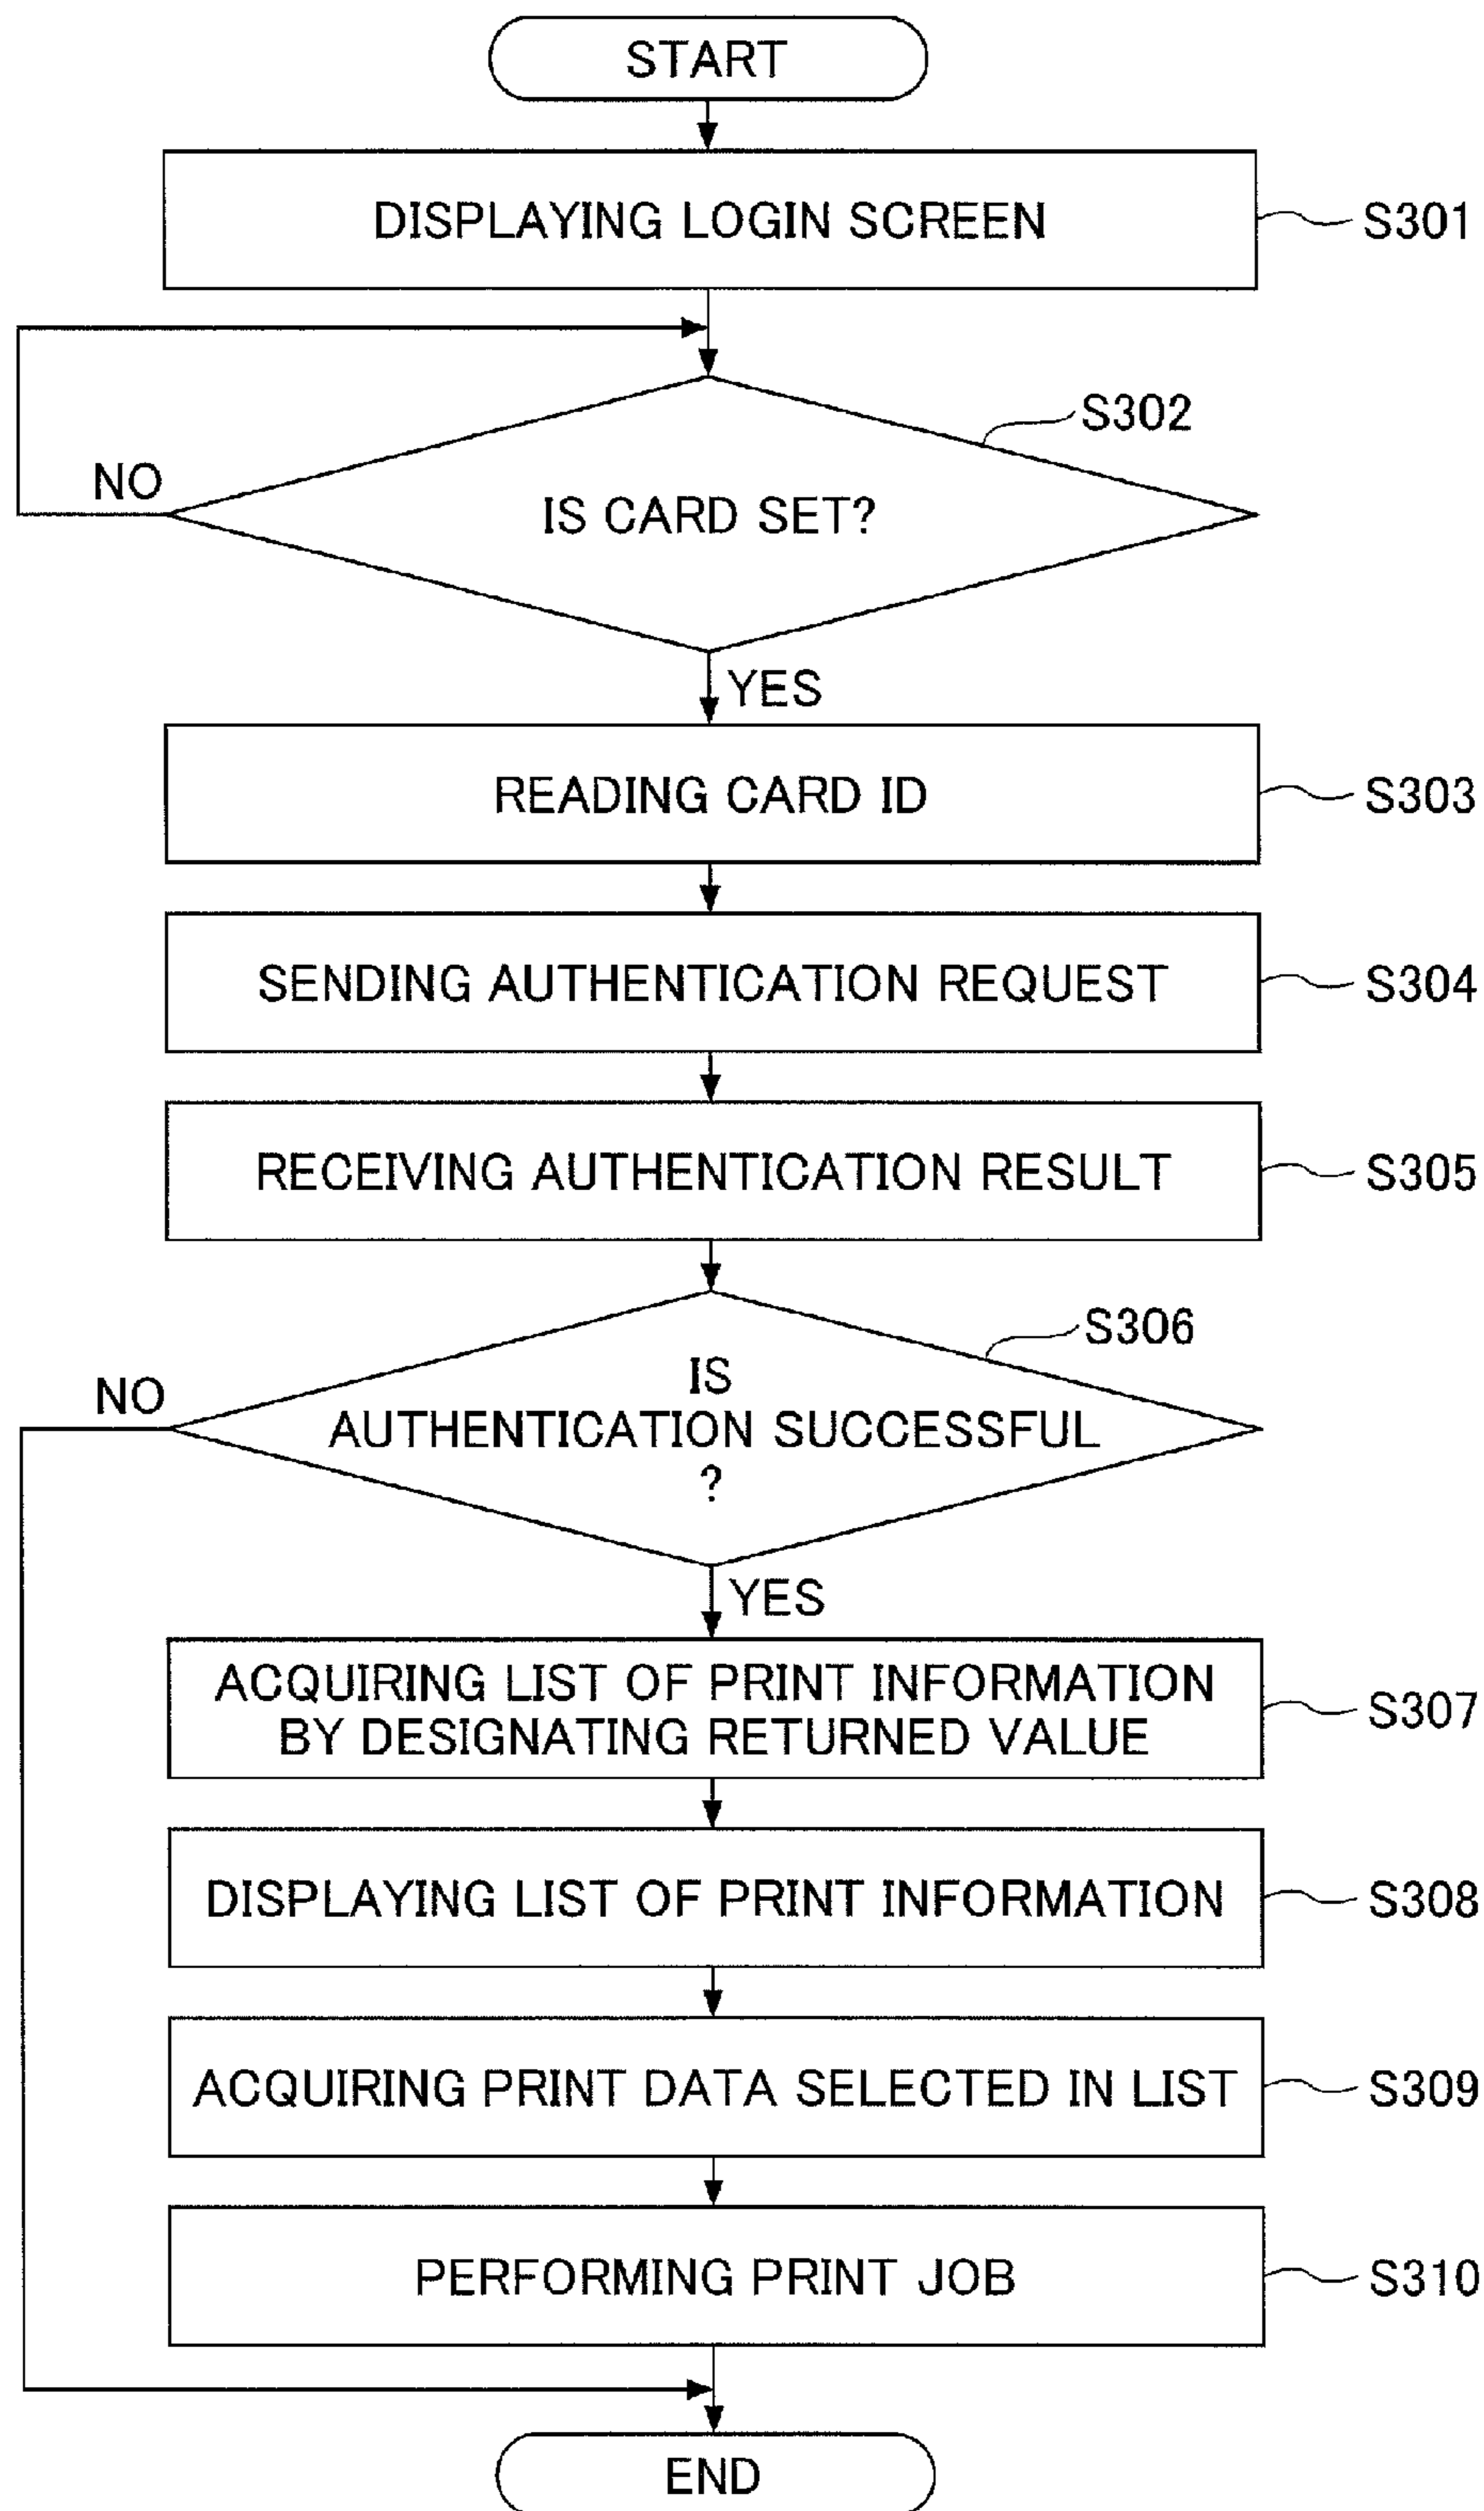 START
DISPLAYING LOGIN SCREEN
S301
S302
NO
IS CARD SET?
YES
READING CARD ID
S303
SENDING AUTHENTICATION REQUEST
S304
RECEIVING AUTHENTICATION RESULT
S305
S306
NO
IS
AUTHENTICATION SUCCESSFUL
?
YES
ACQUIRING LIST OF PRINT INFORMATION
BY DESIGNATING RETURNED VALUE
S307
DISPLAYING LIST OF PRINT INFORMATION
S308
ACQUIRING PRINT DATA SELECTED IN LIST
S309
PERFORMING PRINT JOB
S310
END